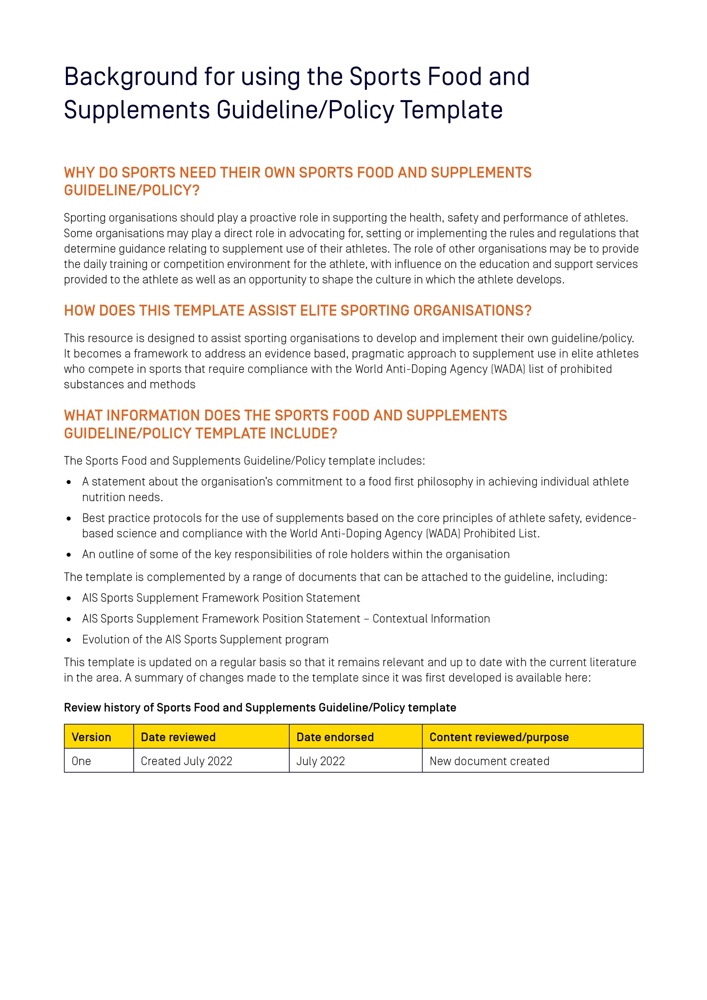 Background for using the Sports Food and
Supplements Guideline/Policy Template
WHY DO SPORTS NEED THEIR OWN SPORTS FOOD AND SUPPLEMENTS
GUIDELINE/POLICY?
Sporting organisations should play a proactive role in supporting the health, safety and performance of athletes.
Some organisations may play a direct role in advocating for, setting or implementing the rules and regulations that
determine guidance relating to supplement use of their athletes. The role of other organisations may be to provide
the daily training or competition environment for the athlete, with influence on the education and support services
provided to the athlete as well as an opportunity to shape the culture in which the athlete develops.
HOW DOES THIS TEMPLATE ASSIST ELITE SPORTING ORGANISATIONS?
This resource is designed to assist sporting organisations to develop and implement their own guideline/policy.
It becomes a framework to address an evidence based, pragmatic approach to supplement use in elite athletes
who compete in sports that require compliance with the World Anti-Doping Agency (WADA) list of prohibited
substances and methods
WHAT INFORMATION DOES THE SPORTS FOOD AND SUPPLEMENTS
GUIDELINE/POLICY TEMPLATE INCLUDE?
The Sports Food and Supplements Guideline/Policy template includes:
• A statement about the organisation's commitment to a food first philosophy in achieving individual athlete
nutrition needs.
• Best practice protocols for the use of supplements based on the core principles of athlete safety, evidence-
based science and compliance with the World Anti-Doping Agency (WADA) Prohibited List.
• An outline of some of the key responsibilities of role holders within the organisation
The template is complemented by a range of documents that can be attached to the guideline, including:
• AIS Sports Supplement Framework Position Statement
• AIS Sports Supplement Framework Position Statement – Contextual Information
• Evolution of the AIS Sports Supplement program
This template is updated on a regular basis so that it remains relevant and up to date with the current literature
in the area. A summary of changes made to the template since it was first developed is available here:
Review history of Sports Food and Supplements Guideline/Policy template
Version Date reviewed Date endorsed Content reviewed/purpose
One Created July 2022 July 2022 New document created